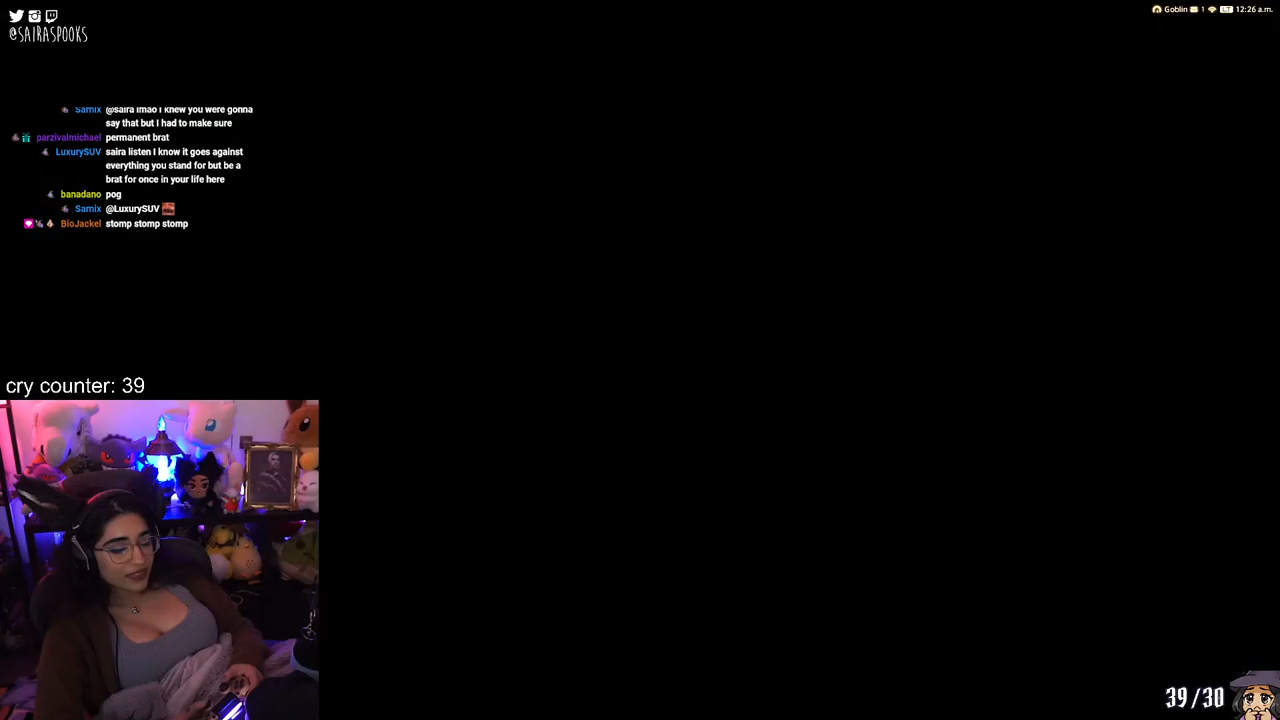 Goblin 1 LT 12:26 a.m.
@SAIRASPOOKS
Samix @saira lmao I knew you were gonna
say that but I had to make sure
parzivalmichael permanent brat
LuxurySUV saira listen I know it goes against
everything you stand for but be a
brat for once in your life here
banadano pog
Samix @LuxurySUV
BioJackel stomp stomp stomp
cry counter: 39
39/30